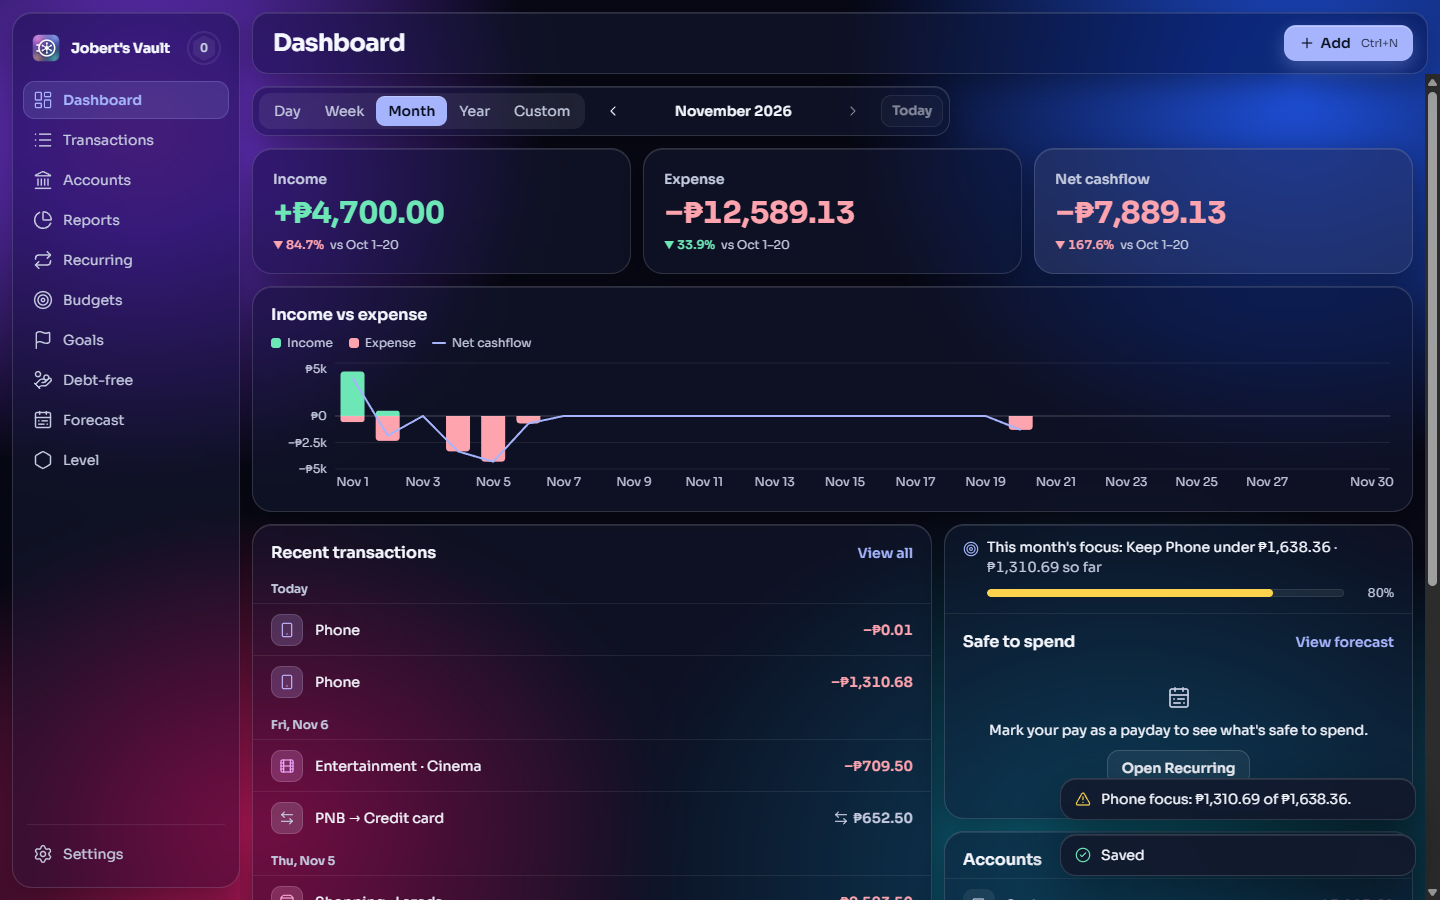 Jobert's Vault
0
Dashboard
Transactions
Accounts
Reports
Recurring
Budgets
Goals
Debt-free
Forecast
Level
Settings
Dashboard
+ Add Ctrl+N
Day Week Month Year Custom
November 2026
Today
Income
+₱4,700.00
▼ 84.7% vs Oct 1–20
Expense
−₱12,589.13
▼ 33.9% vs Oct 1–20
Net cashflow
−₱7,889.13
▼ 167.6% vs Oct 1–20
Income vs expense
Income Expense Net cashflow
₱5k
₱0
−₱2.5k
−₱5k
Nov 1 Nov 3 Nov 5 Nov 7 Nov 9 Nov 11 Nov 13 Nov 15 Nov 17 Nov 19 Nov 21 Nov 23 Nov 25 Nov 27 Nov 30
Recent transactions View all
Today
Phone −₱0.01
Phone −₱1,310.68
Fri, Nov 6
Entertainment · Cinema −₱709.50
PNB → Credit card ₱652.50
Thu, Nov 5
This month's focus: Keep Phone under ₱1,638.36 ·
₱1,310.69 so far
80%
Safe to spend View forecast
Mark your pay as a payday to see what's safe to spend.
Open Recurring
Phone focus: ₱1,310.69 of ₱1,638.36.
Accounts
Saved